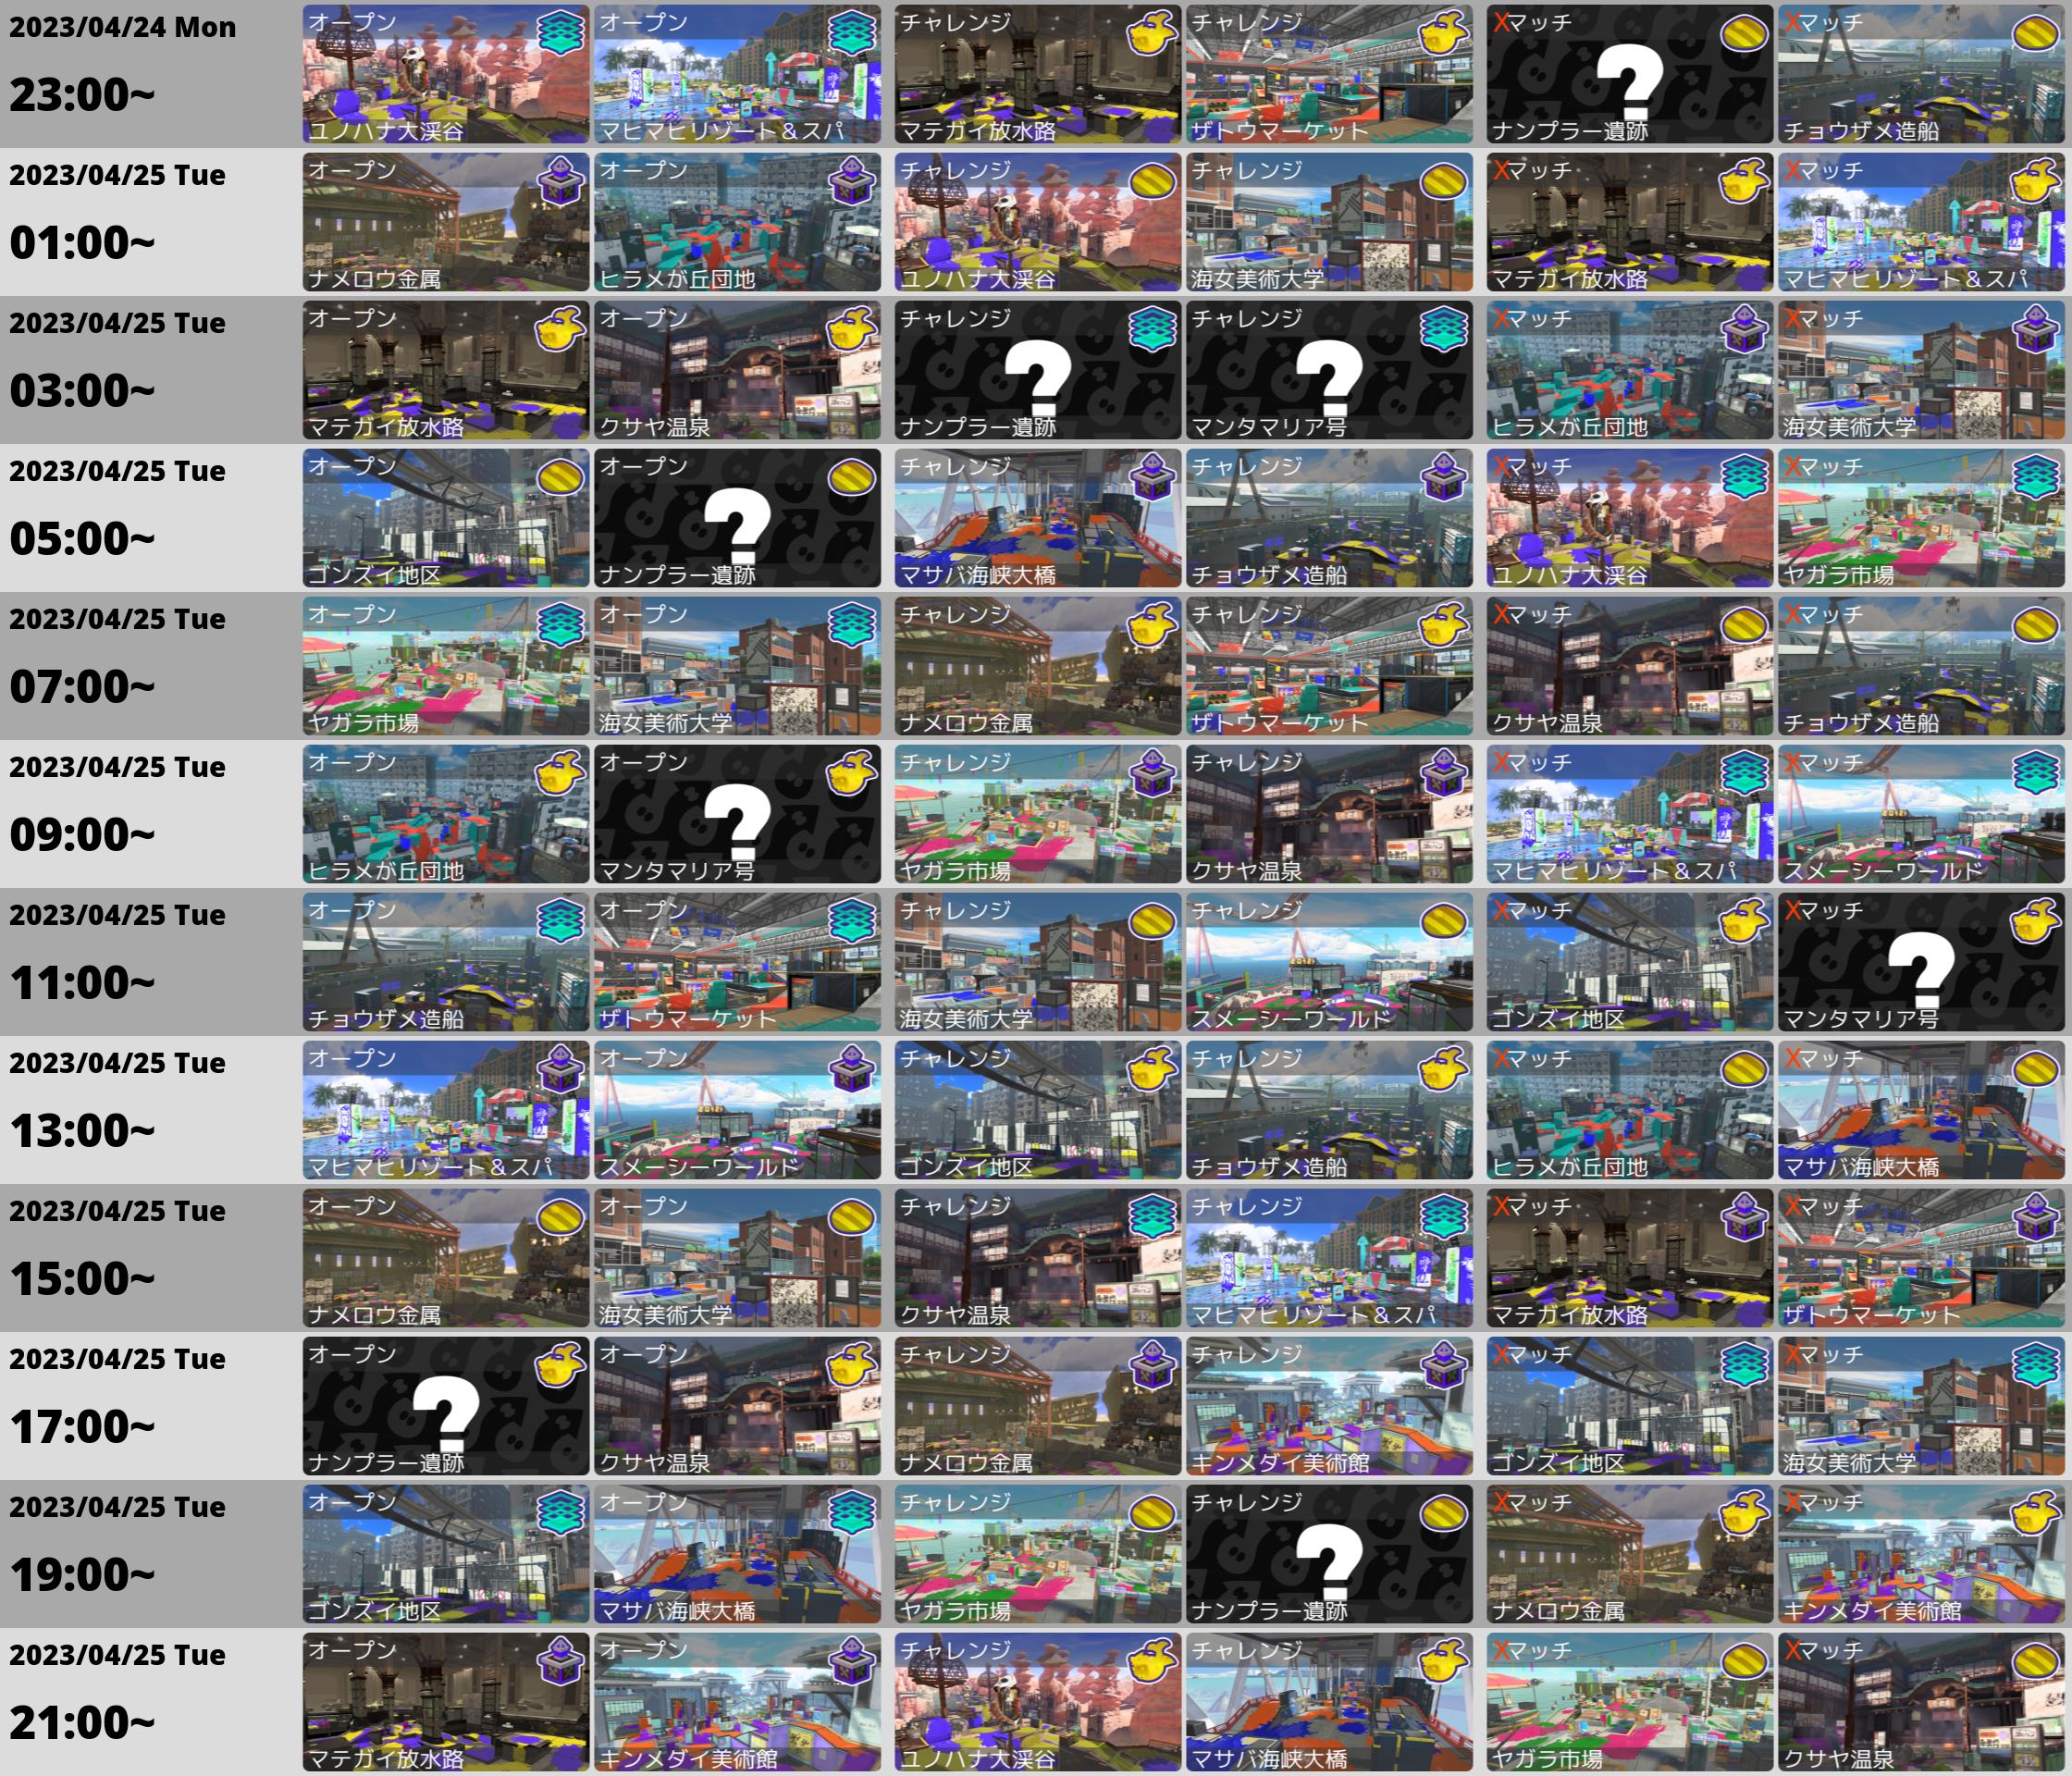 2023/04/24 Mon
23:00~
オープン オープン チャレンジ チャレンジ Xマッチ Xマッチ
ユノハナ大渓谷 マヒマヒリゾート＆スパ マテガイ放水路 ザトウマーケット ナンプラー遺跡 チョウザメ造船
2023/04/25 Tue
01:00~
オープン オープン チャレンジ チャレンジ Xマッチ Xマッチ
ナメロウ金属 ヒラメが丘団地 ユノハナ大渓谷 海女美術大学 マテガイ放水路 マヒマヒリゾート＆スパ
2023/04/25 Tue
03:00~
オープン オープン チャレンジ チャレンジ Xマッチ Xマッチ
マテガイ放水路 クサヤ温泉 ナンプラー遺跡 マンタマリア号 ヒラメが丘団地 海女美術大学
2023/04/25 Tue
05:00~
オープン オープン チャレンジ チャレンジ Xマッチ Xマッチ
ゴンズイ地区 ナンプラー遺跡 マサバ海峡大橋 チョウザメ造船 ユノハナ大渓谷 ヤガラ市場
2023/04/25 Tue
07:00~
オープン オープン チャレンジ チャレンジ Xマッチ Xマッチ
ヤガラ市場 海女美術大学 ナメロウ金属 ザトウマーケット クサヤ温泉 チョウザメ造船
2023/04/25 Tue
09:00~
オープン オープン チャレンジ チャレンジ Xマッチ Xマッチ
ヒラメが丘団地 マンタマリア号 ヤガラ市場 クサヤ温泉 マヒマヒリゾート＆スパ スメーシーワールド
2023/04/25 Tue
11:00~
オープン オープン チャレンジ チャレンジ Xマッチ Xマッチ
チョウザメ造船 ザトウマーケット 海女美術大学 スメーシーワールド ゴンズイ地区 マンタマリア号
2023/04/25 Tue
13:00~
オープン オープン チャレンジ チャレンジ Xマッチ Xマッチ
マヒマヒリゾート＆スパ スメーシーワールド ゴンズイ地区 チョウザメ造船 ヒラメが丘団地 マサバ海峡大橋
2023/04/25 Tue
15:00~
オープン オープン チャレンジ チャレンジ Xマッチ Xマッチ
ナメロウ金属 海女美術大学 クサヤ温泉 マヒマヒリゾート＆スパ マテガイ放水路 ザトウマーケット
2023/04/25 Tue
17:00~
オープン オープン チャレンジ チャレンジ Xマッチ Xマッチ
ナンプラー遺跡 クサヤ温泉 ナメロウ金属 キンメダイ美術館 ゴンズイ地区 海女美術大学
2023/04/25 Tue
19:00~
オープン オープン チャレンジ チャレンジ Xマッチ Xマッチ
ゴンズイ地区 マサバ海峡大橋 ヤガラ市場 ナンプラー遺跡 ナメロウ金属 キンメダイ美術館
2023/04/25 Tue
21:00~
オープン オープン チャレンジ チャレンジ Xマッチ Xマッチ
マテガイ放水路 キンメダイ美術館 ユノハナ大渓谷 マサバ海峡大橋 ヤガラ市場 クサヤ温泉